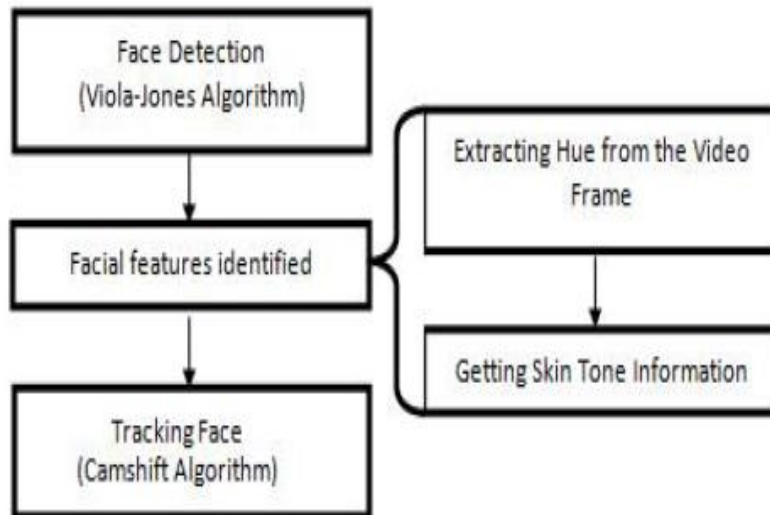 Face Detection
(Viola-Jones Algorithm)
Facial features identified
Tracking Face
(Camshift Algorithm)
Extracting Hue from the Video
Frame
Getting Skin Tone Information